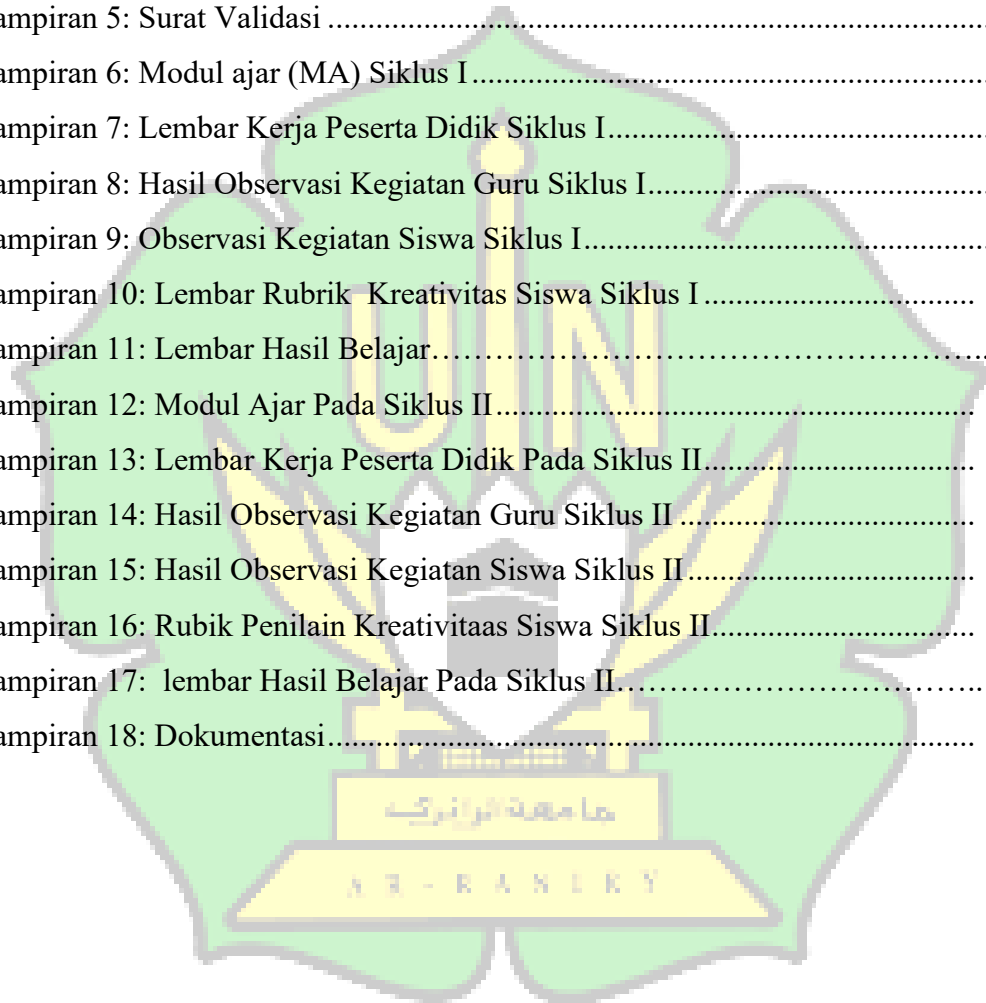 ampiran 5: Surat Validasi ...........................................................................................
ampiran 6: Modul ajar (MA) Siklus I ..................................................................
ampiran 7: Lembar Kerja Peserta Didik Siklus I ................................................
ampiran 8: Hasil Observasi Kegiatan Guru Siklus I ...........................................
ampiran 9: Observasi Kegiatan Siswa Siklus I ...................................................
ampiran 10: Lembar Rubrik  Kreativitas Siswa Siklus I ..................................
ampiran 11: Lembar Hasil Belajar……………………………………………..
ampiran 12: Modul Ajar Pada Siklus II ............................................................
ampiran 13: Lembar Kerja Peserta Didik Pada Siklus II ..................................
ampiran 14: Hasil Observasi Kegiatan Guru Siklus II .....................................
ampiran 15: Hasil Observasi Kegiatan Siswa Siklus II ....................................
ampiran 16: Rubik Penilain Kreativitaas Siswa Siklus II .................................
ampiran 17:  lembar Hasil Belajar Pada Siklus II…………………………..
ampiran 18: Dokumentasi .................................................................................
UIN
جامعة الرانيري
AR-RANIRY